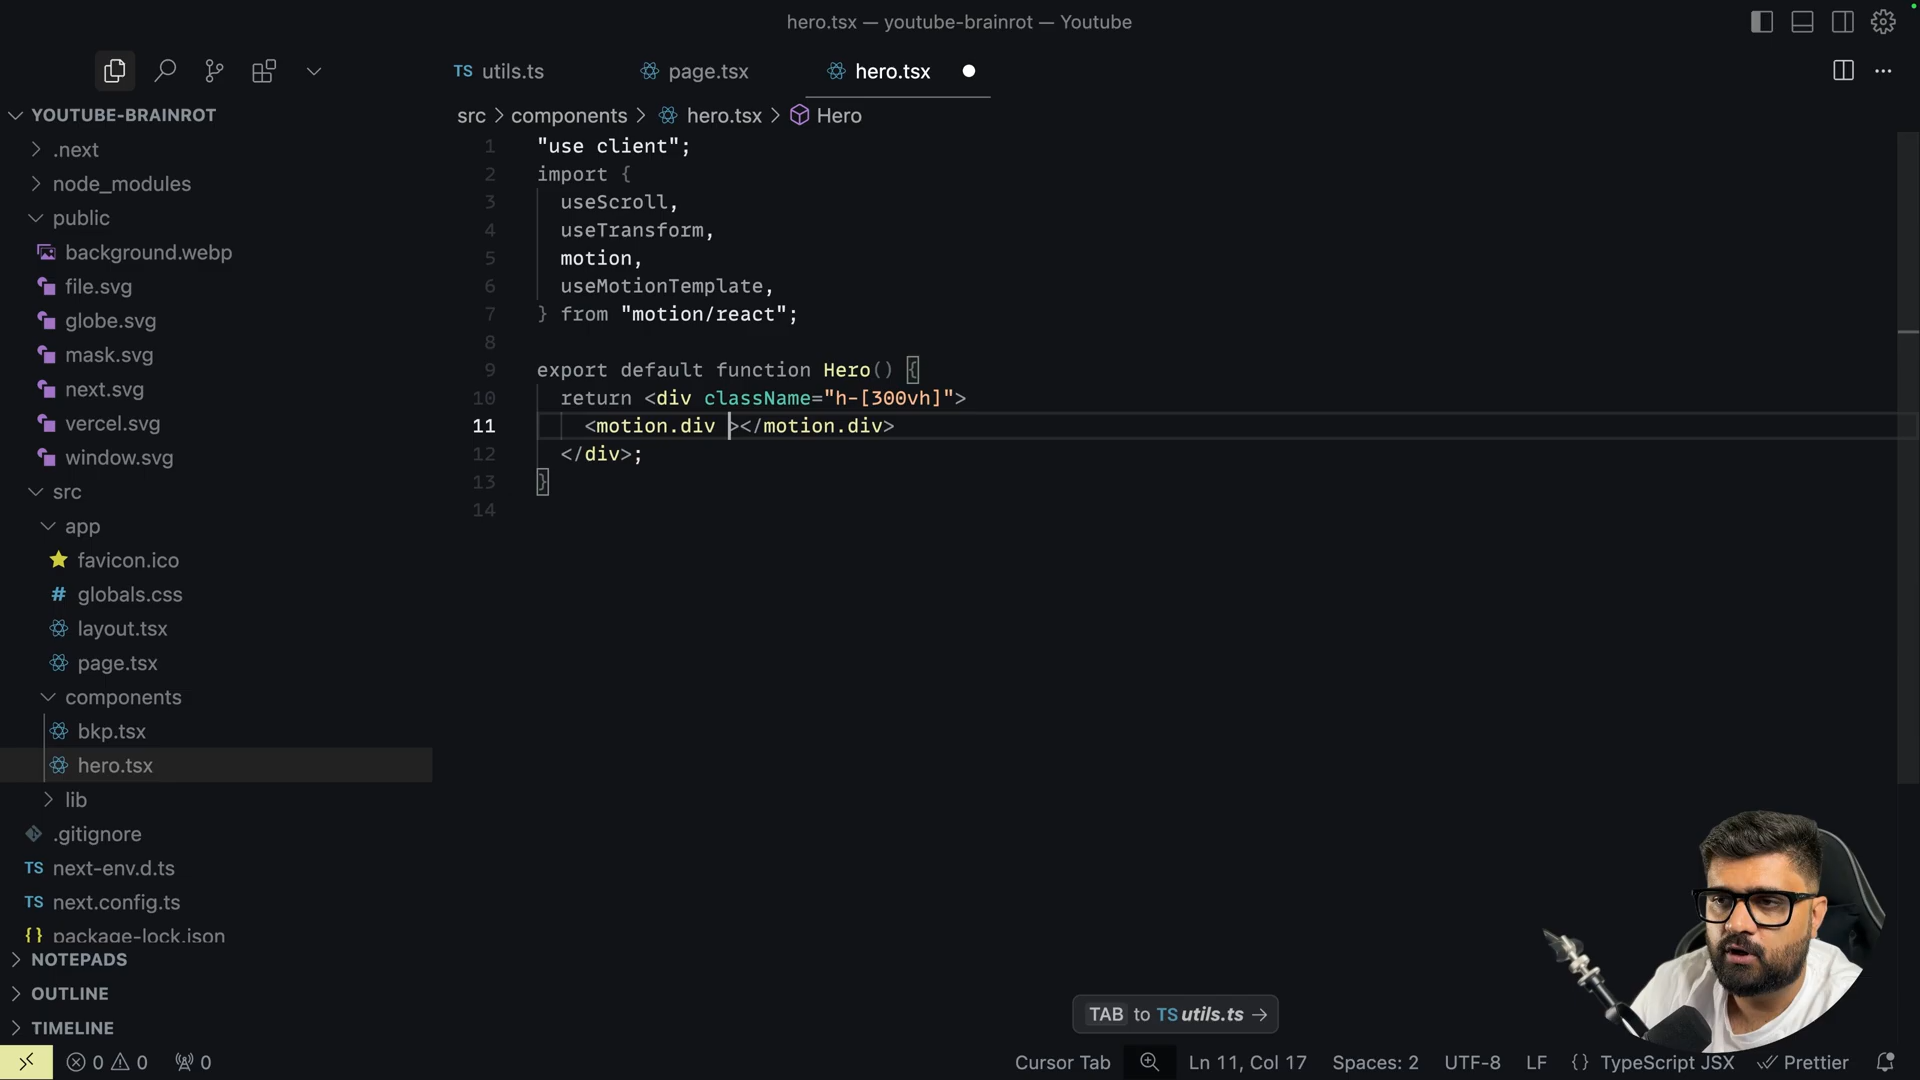 hero.tsx — youtube-brainrot — Youtube
TS utils.ts
page.tsx
hero.tsx
YOUTUBE-BRAINROT
src > components > hero.tsx > Hero
.next
node_modules
public
background.webp
file.svg
globe.svg
mask.svg
next.svg
vercel.svg
window.svg
src
app
favicon.ico
# globals.css
layout.tsx
page.tsx
components
bkp.tsx
hero.tsx
lib
.gitignore
TS next-env.d.ts
TS next.config.ts
{} package-lock.json
NOTEPADS
OUTLINE
TIMELINE
1 "use client";
2 import {
3 useScroll,
4 useTransform,
5 motion,
6 useMotionTemplate,
7 } from "motion/react";
8
9 export default function Hero() {
10 return <div className="h-[300vh]">
11 <motion.div ></motion.div>
12 </div>;
13 }
14
TAB to TS utils.ts →
0 0 0
Cursor Tab
Ln 11, Col 17
Spaces: 2
UTF-8
LF
{} TypeScript JSX
Prettier